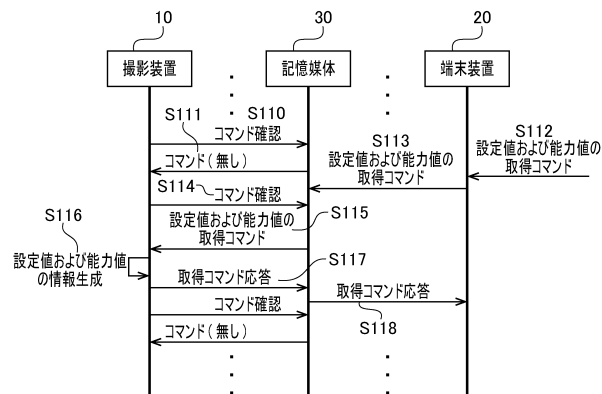 10
30
20
撮影装置
記憶媒体
端末装置
S110
S111
コマンド確認
コマンド(無し)
S112
設定値および能力値の
取得コマンド
S113
設定値および能力値の
取得コマンド
S114
コマンド確認
S115
設定値および能力値の
取得コマンド
S116
設定値および能力値
の情報生成
S117
取得コマンド応答
取得コマンド応答
S118
コマンド確認
コマンド(無し)